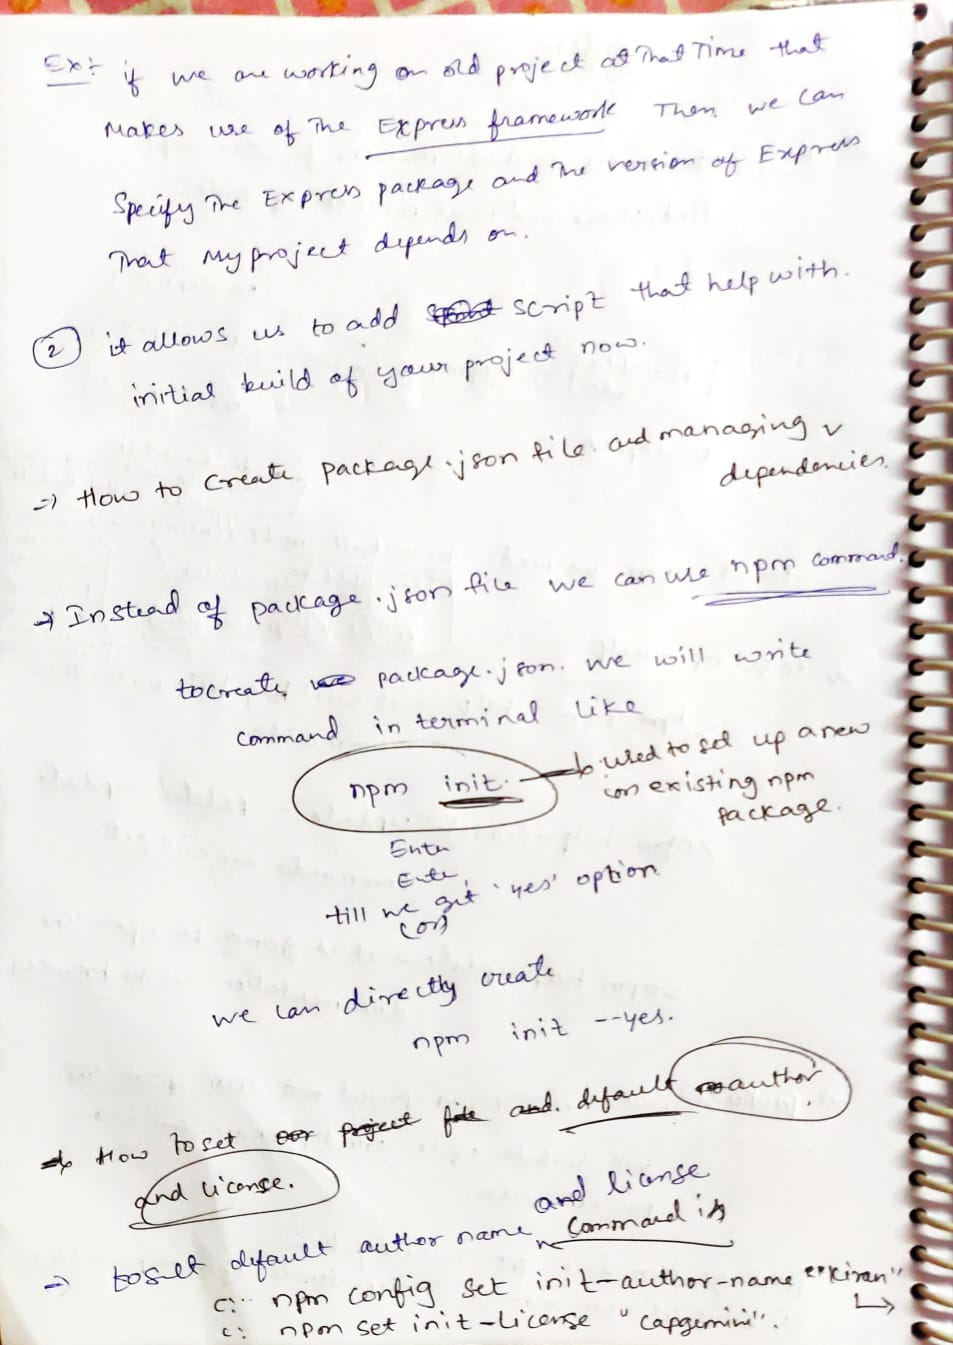 Ex:- if we are working on old project at That Time that
Makes use of The Express framework Then, we can
Specify The Express package and The version of Express
That My project depends on.
② it allows us to add script that help with.
initial build of your project now.
=> How to create package.json file and managing
dependencies.
→ Instead of package.json file we can use npm command.
to create, package.json. we will write
command in terminal like
npm init. → used to set up a new
(or) existing npm
package.
Enter
Enter
till we get 'yes' option
(or)
we can directly create
npm init --yes.
→ How to set our project file and. default author
and license.
and license
→ to set default author name, command is
c:. npm config set init-author-name "Kiran"
c: npm set init-license "capgemini".